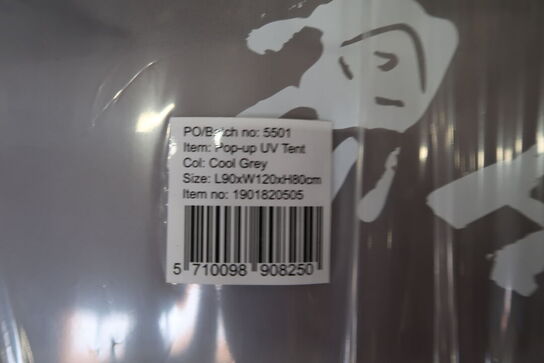 PO/Batch no: 5501
Item: Pop-up UV Tent
Col: Cool Grey
Size: L90xW120xH80cm
Item no: 1901820505
5 710098 908250